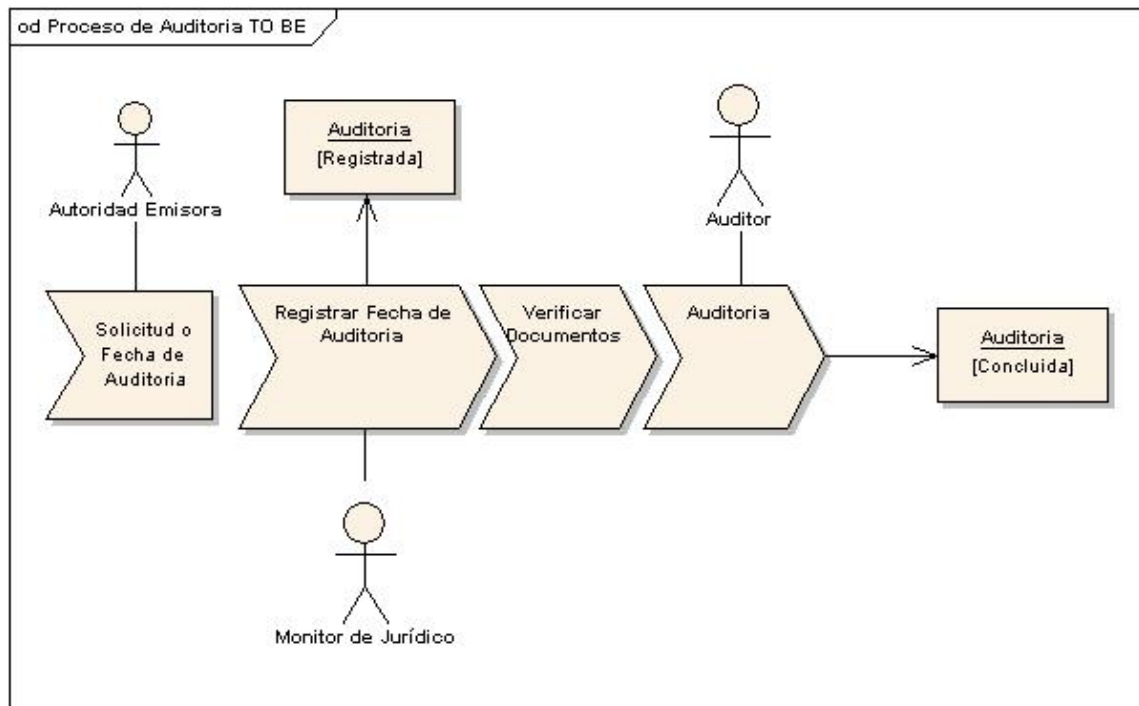 od Proceso de Auditoria TO BE
Autoridad Emisora
Auditoria
[Registrada]
Auditor
Solicitud o
Fecha de
Auditoria
Registrar Fecha de
Auditoria
Verificar
Documentos
Auditoria
Auditoria
[Concluida]
Monitor de Jurídico